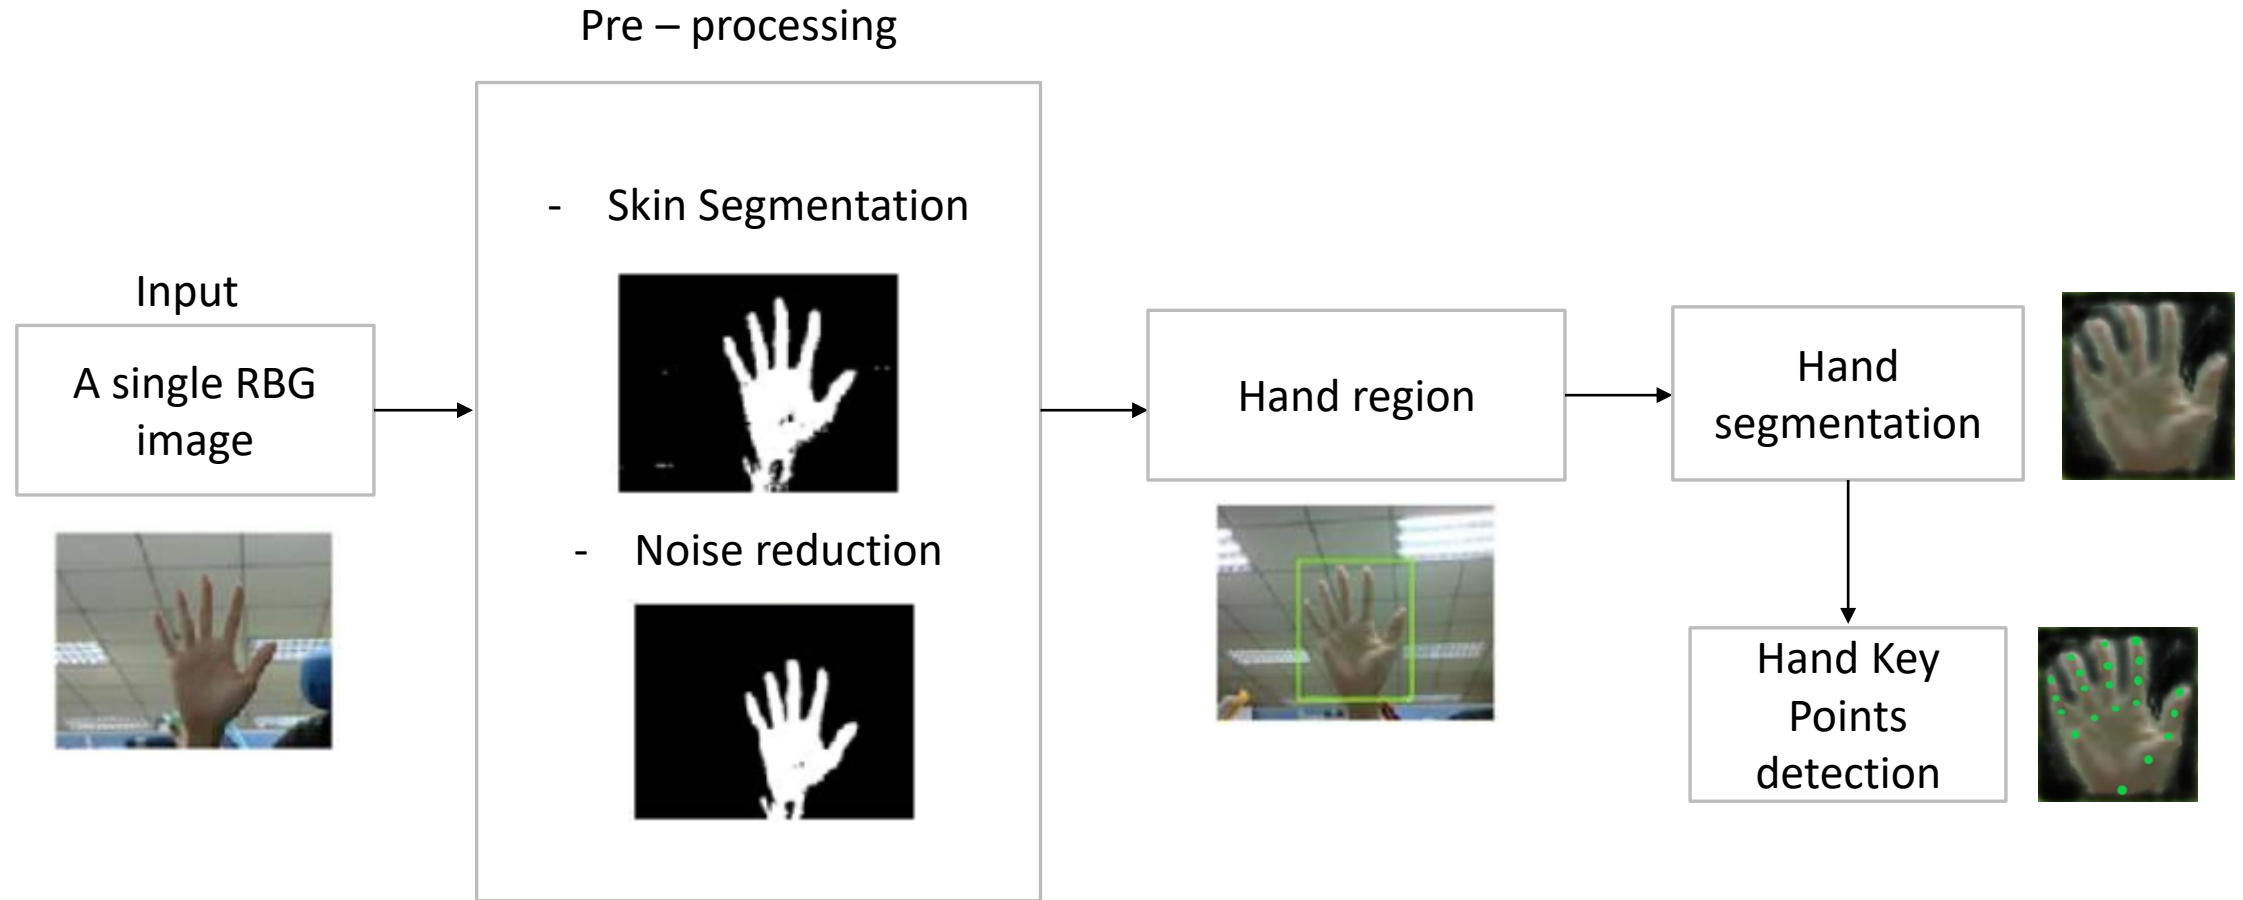 Pre – processing
Input
A single RBG
image
- Skin Segmentation
- Noise reduction
Hand region
Hand
segmentation
Hand Key
Points
detection